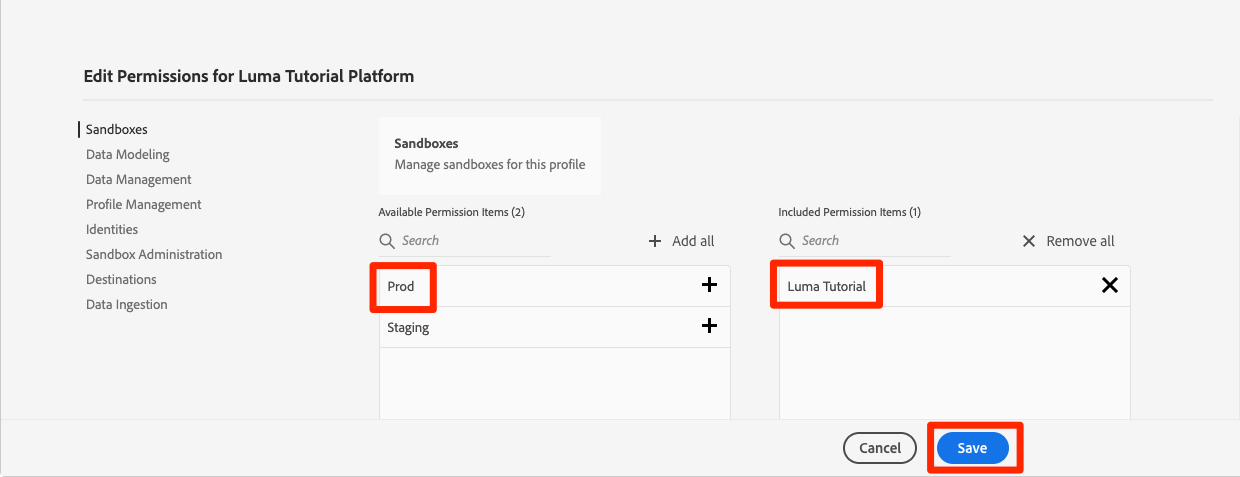 Edit Permissions for Luma Tutorial Platform
Sandboxes
Data Modeling
Data Management
Profile Management
Identities
Sandbox Administration
Destinations
Data Ingestion
Sandboxes
Manage sandboxes for this profile
Available Permission Items (2)
Search
Add all
Prod
Staging
Included Permission Items (1)
Search
Remove all
Luma Tutorial
Cancel
Save